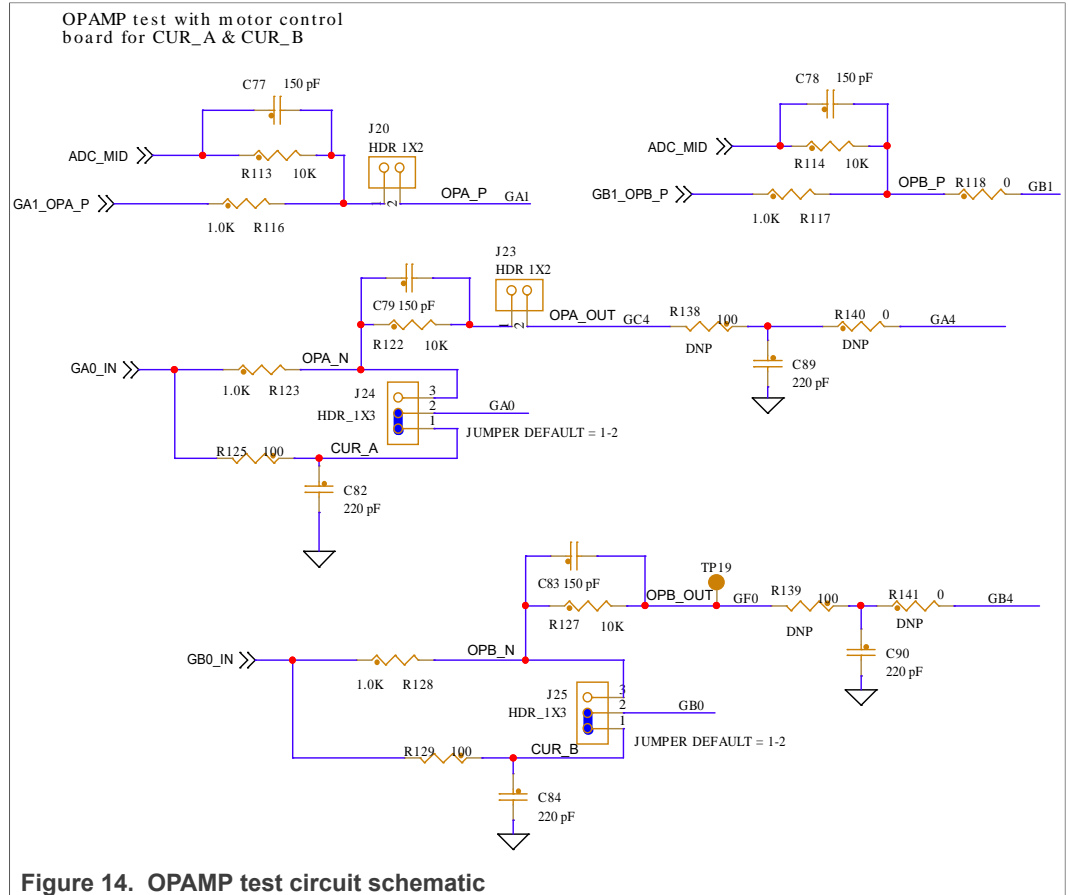 OPAMP test with motor control
board for CUR_A & CUR_B
C77 150 pF
ADC_MID
R113 10K
J20
HDR 1X2
1 2
GA1_OPA_P
1.0K R116
OPA_P GA1
C78 150 pF
ADC_MID
R114 10K
GB1_OPB_P
1.0K R117
OPB_P R118 0 GB1
J23
HDR 1X2
1 2
C79 150 pF
R122 10K
OPA_OUT GC4
R138 100
DNP
R140 0
DNP
GA4
C89
220 pF
GA0_IN
OPA_N
1.0K R123
J24
HDR_1X3
3
2
1
GA0
JUMPER DEFAULT = 1-2
R125 100
CUR_A
C82
220 pF
C83 150 pF
R127 10K
OPB_OUT
TP19
GF0
R139 100
DNP
R141 0
DNP
GB4
C90
220 pF
GB0_IN
OPB_N
1.0K R128
J25
HDR_1X3
3
2
1
GB0
JUMPER DEFAULT = 1-2
R129 100
CUR_B
C84
220 pF
Figure 14. OPAMP test circuit schematic